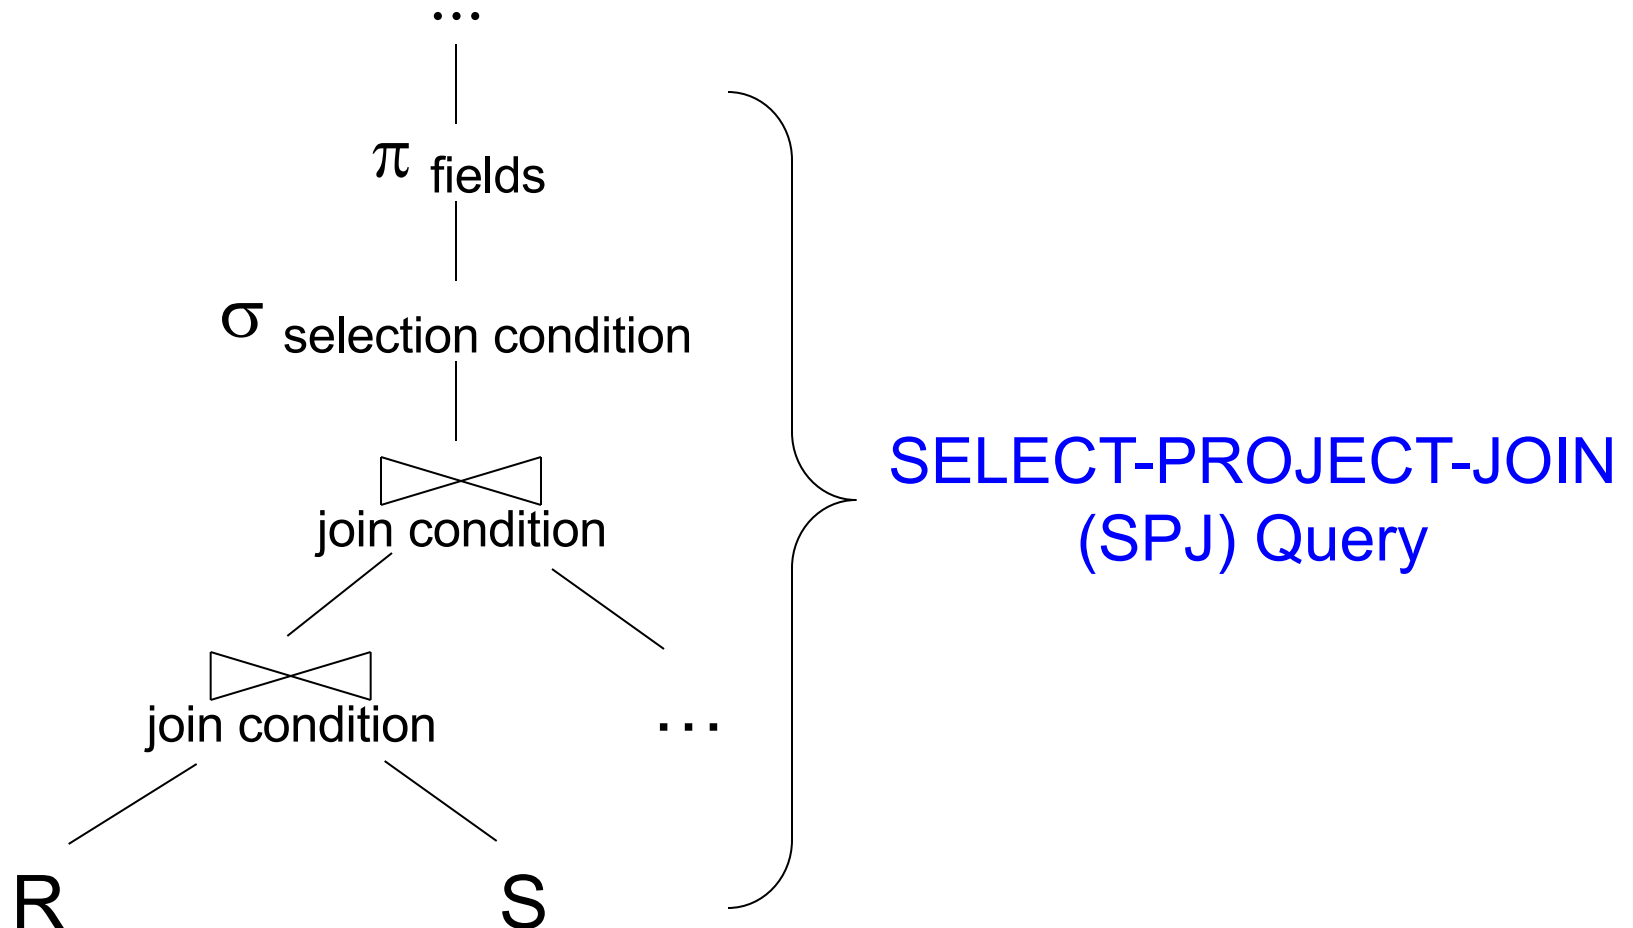 ...
π fields
σ selection condition
join condition
join condition
...
R
S
SELECT-PROJECT-JOIN
(SPJ) Query